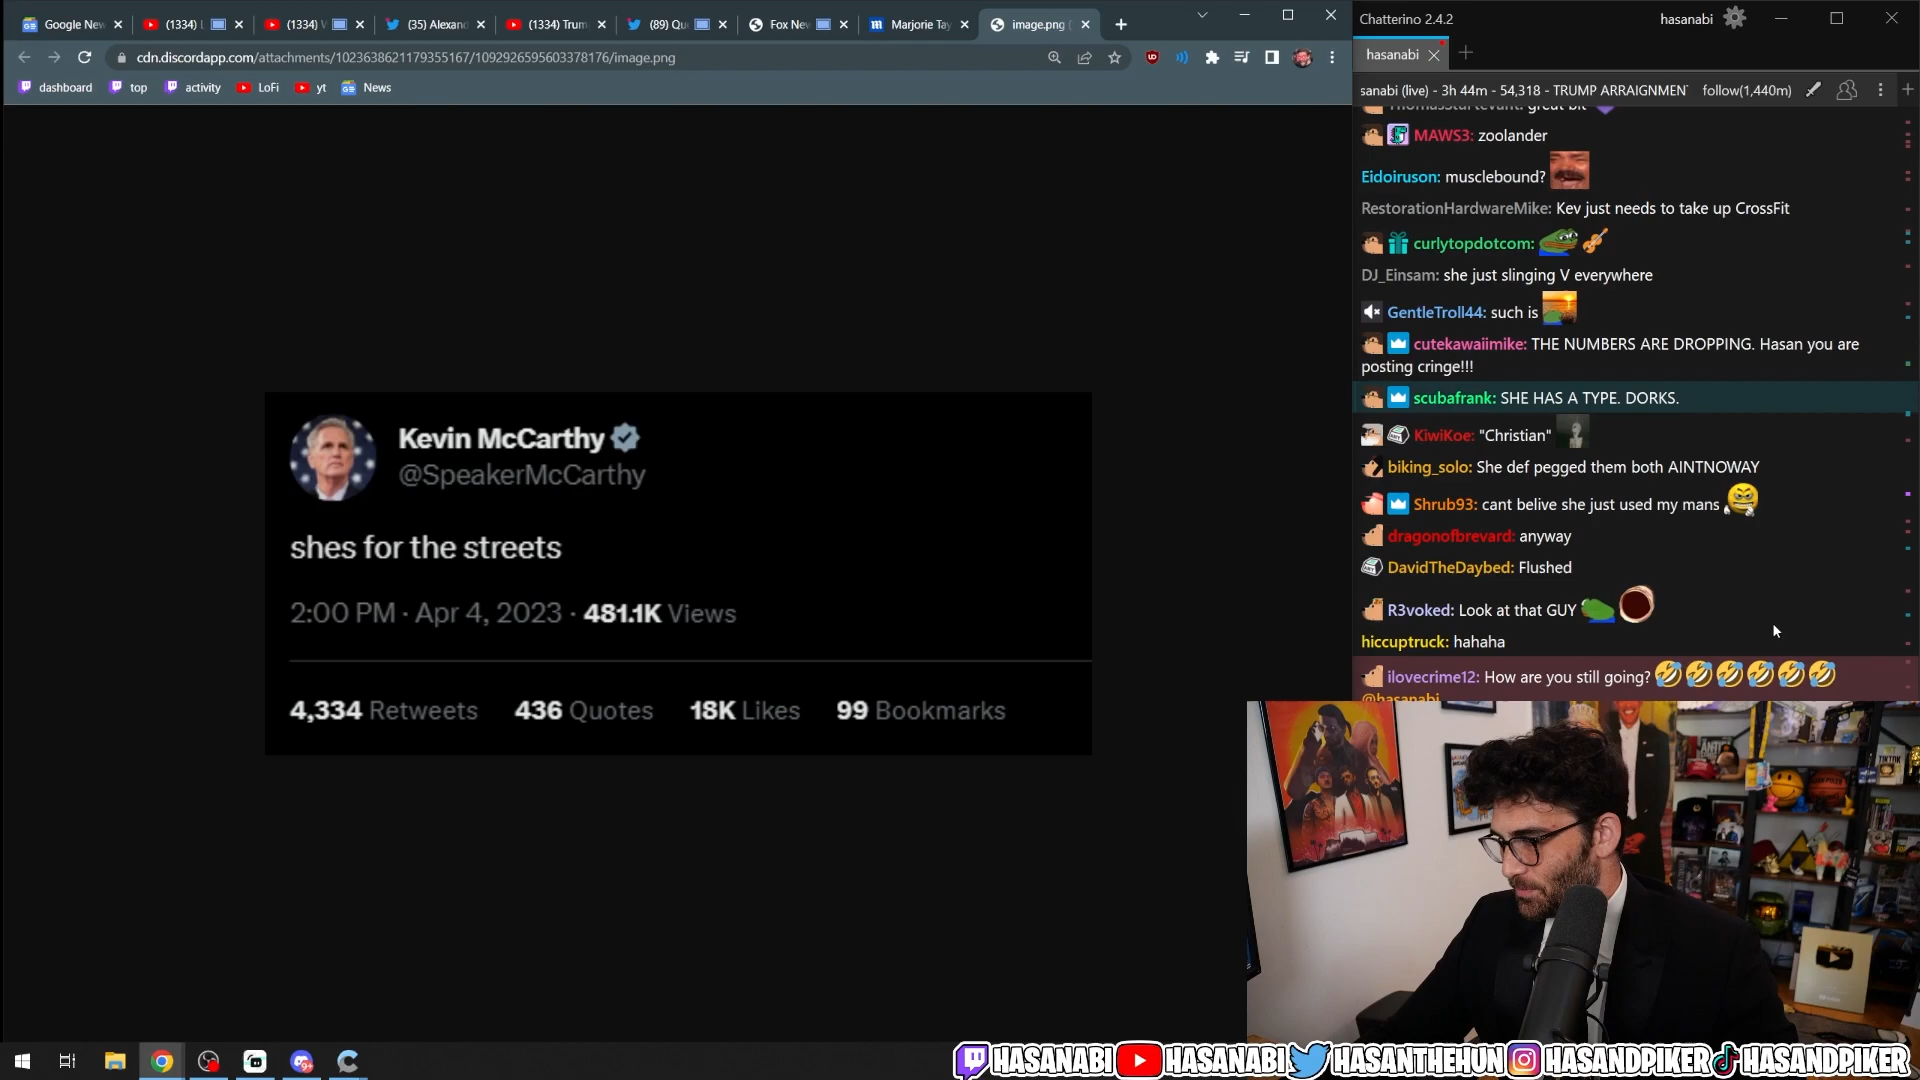 Google New
(1334) L
(1334) V
(35) Alexand
(1334) Trum
(89) Qu
Fox Nev
Marjorie Tay
image.png (
cdn.discordapp.com/attachments/1023638621179355167/1092926595603378176/image.png
dashboard
top
activity
LoFi
yt
News
Kevin McCarthy
@SpeakerMcCarthy
shes for the streets
2:00 PM · Apr 4, 2023 · 481.1K Views
4,334 Retweets 436 Quotes 18K Likes 99 Bookmarks
Chatterino 2.4.2
hasanabi
hasanabi
sanabi (live) - 3h 44m - 54,318 - TRUMP ARRAIGNMEN
follow(1,440m)
MAWS3: zoolander
Eidoiruson: musclebound?
RestorationHardwareMike: Kev just needs to take up CrossFit
curlytopdotcom:
DJ_Einsam: she just slinging V everywhere
GentleTroll44: such is
cutekawaiimike: THE NUMBERS ARE DROPPING. Hasan you are
posting cringe!!!
scubafrank: SHE HAS A TYPE. DORKS.
KiwiKoe: "Christian"
biking_solo: She def pegged them both AINTNOWAY
Shrub93: cant belive she just used my mans
dragonofbrevard: anyway
DavidTheDaybed: Flushed
R3voked: Look at that GUY
hiccuptruck: hahaha
ilovecrime12: How are you still going?
@hasanabi
TIKTOK
HASANABI HASANABI HASANTHEHUN HASANDPIKER HASANDPIKER